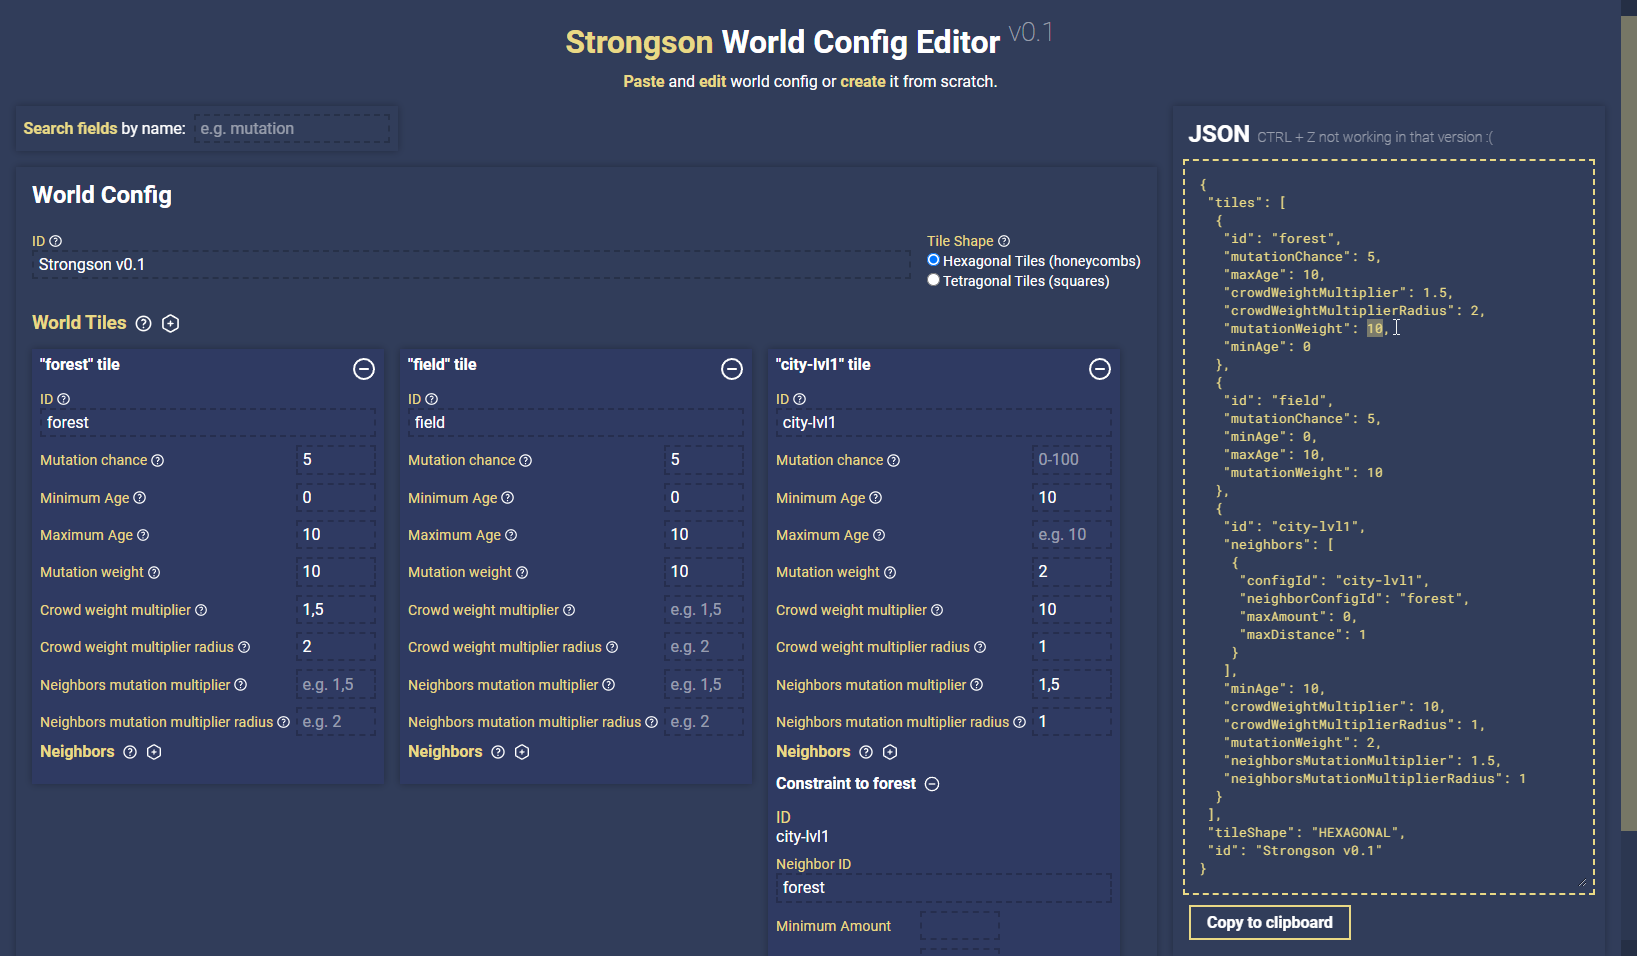 Strongson World Config Editor v0.1
Paste and edit world config or create it from scratch.
Search fields by name: e.g. mutation
World Config
ID
Strongson v0.1
Tile Shape
Hexagonal Tiles (honeycombs)
Tetragonal Tiles (squares)
World Tiles
"forest" tile
ID
forest
Mutation chance 5
Minimum Age 0
Maximum Age 10
Mutation weight 10
Crowd weight multiplier 1,5
Crowd weight multiplier radius 2
Neighbors mutation multiplier e.g. 1,5
Neighbors mutation multiplier radius e.g. 2
Neighbors
"field" tile
ID
field
Mutation chance 5
Minimum Age 0
Maximum Age 10
Mutation weight 10
Crowd weight multiplier e.g. 1,5
Crowd weight multiplier radius e.g. 2
Neighbors mutation multiplier e.g. 1,5
Neighbors mutation multiplier radius e.g. 2
Neighbors
"city-lvl1" tile
ID
city-lvl1
Mutation chance 0-100
Minimum Age 10
Maximum Age e.g. 10
Mutation weight 2
Crowd weight multiplier 10
Crowd weight multiplier radius 1
Neighbors mutation multiplier 1,5
Neighbors mutation multiplier radius 1
Neighbors
Constraint to forest
ID
city-lvl1
Neighbor ID
forest
Minimum Amount
JSON CTRL + Z not working in that version :(
{
"tiles": [
{
"id": "forest",
"mutationChance": 5,
"maxAge": 10,
"crowdWeightMultiplier": 1.5,
"crowdWeightMultiplierRadius": 2,
"mutationWeight": 10,
"minAge": 0
},
{
"id": "field",
"mutationChance": 5,
"minAge": 0,
"maxAge": 10,
"mutationWeight": 10
},
{
"id": "city-lvl1",
"neighbors": [
{
"configId": "city-lvl1",
"neighborConfigId": "forest",
"maxAmount": 0,
"maxDistance": 1
}
],
"minAge": 10,
"crowdWeightMultiplier": 10,
"crowdWeightMultiplierRadius": 1,
"mutationWeight": 2,
"neighborsMutationMultiplier": 1.5,
"neighborsMutationMultiplierRadius": 1
}
],
"tileShape": "HEXAGONAL",
"id": "Strongson v0.1"
}
Copy to clipboard